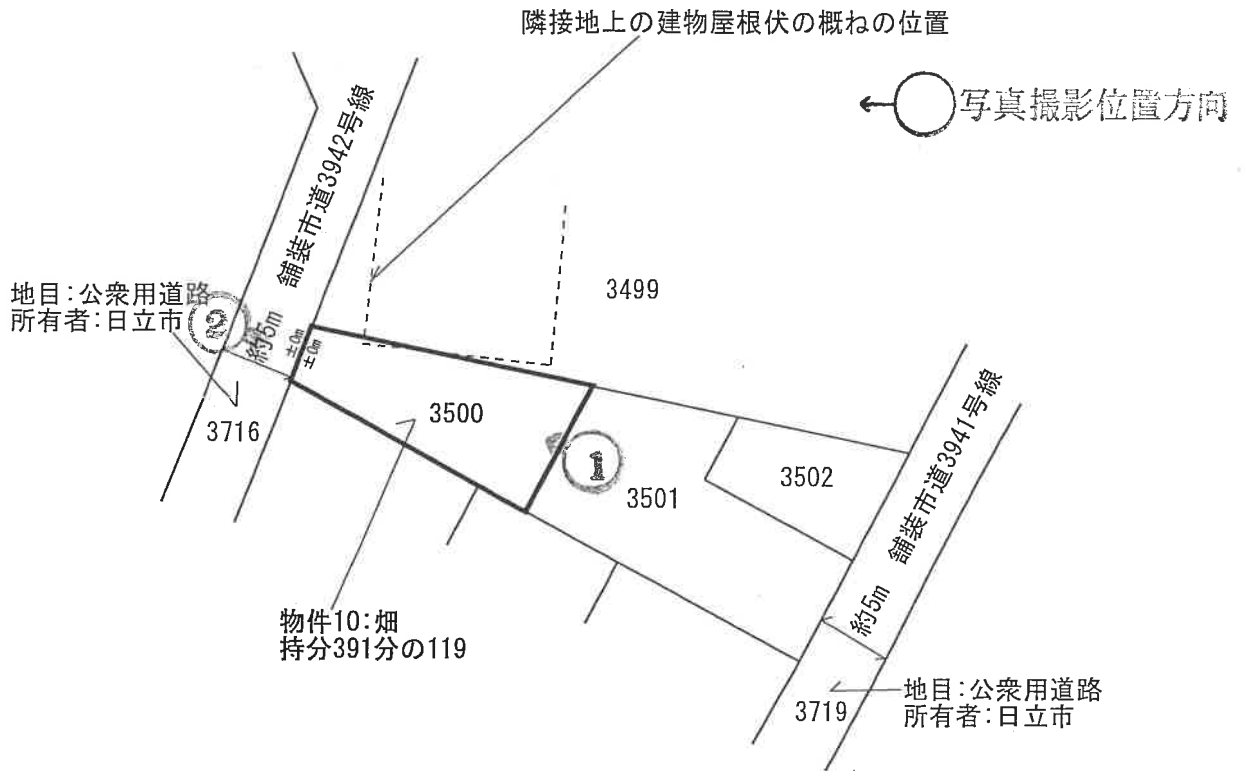 隣接地上の建物屋根伏の概ねの位置
写真撮影位置方向
舗装市道3942号線
地目:公衆用道路
所有者:日立市
2
約5m
±0m
±0m
3499
3716
3500
1
3501
3502
舗装市道3941号線
約5m
物件10:畑
持分391分の119
3719
地目:公衆用道路
所有者:日立市